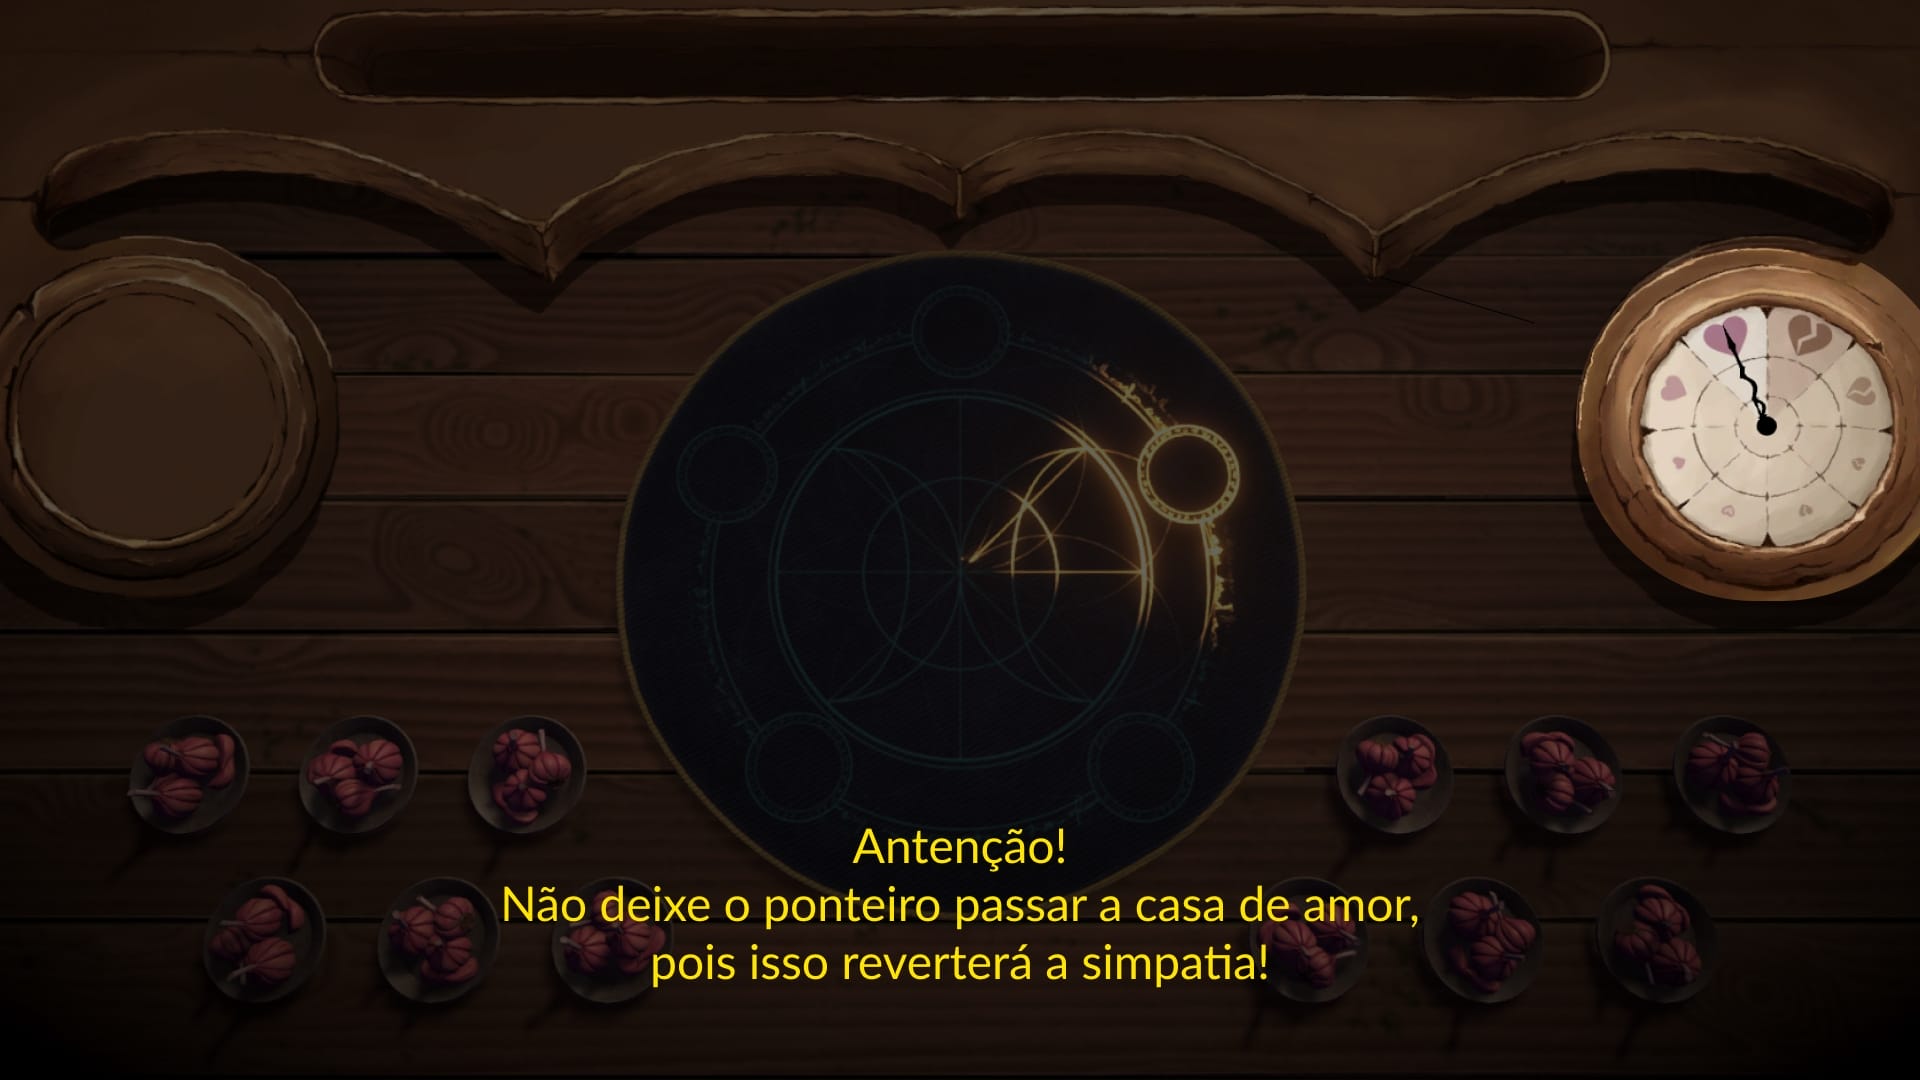 Antenção!
Não deixe o ponteiro passar a casa de amor,
pois isso reverterá a simpatia!